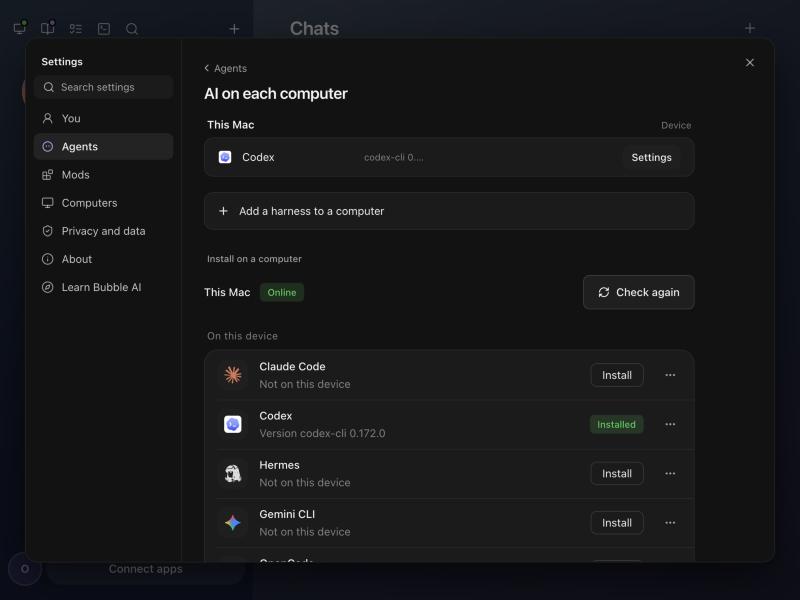 Chats
Settings
Search settings
You
Agents
Mods
Computers
Privacy and data
About
Learn Bubble AI
Agents
AI on each computer
This Mac
Device
Codex
codex-cli 0....
Settings
Add a harness to a computer
Install on a computer
This Mac
Online
Check again
On this device
Claude Code
Not on this device
Install
Codex
Version codex-cli 0.172.0
Installed
Hermes
Not on this device
Install
Gemini CLI
Not on this device
Install
O
Connect apps